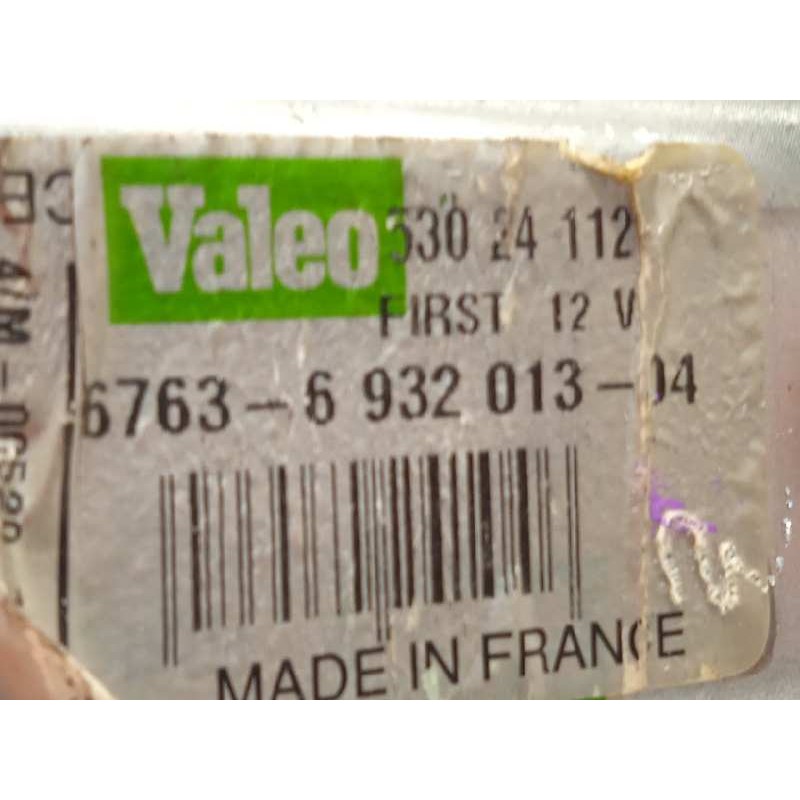 Valeo
530 24 112
FIRST 12 V
6763-6 932 013-04
MADE IN FRANCE